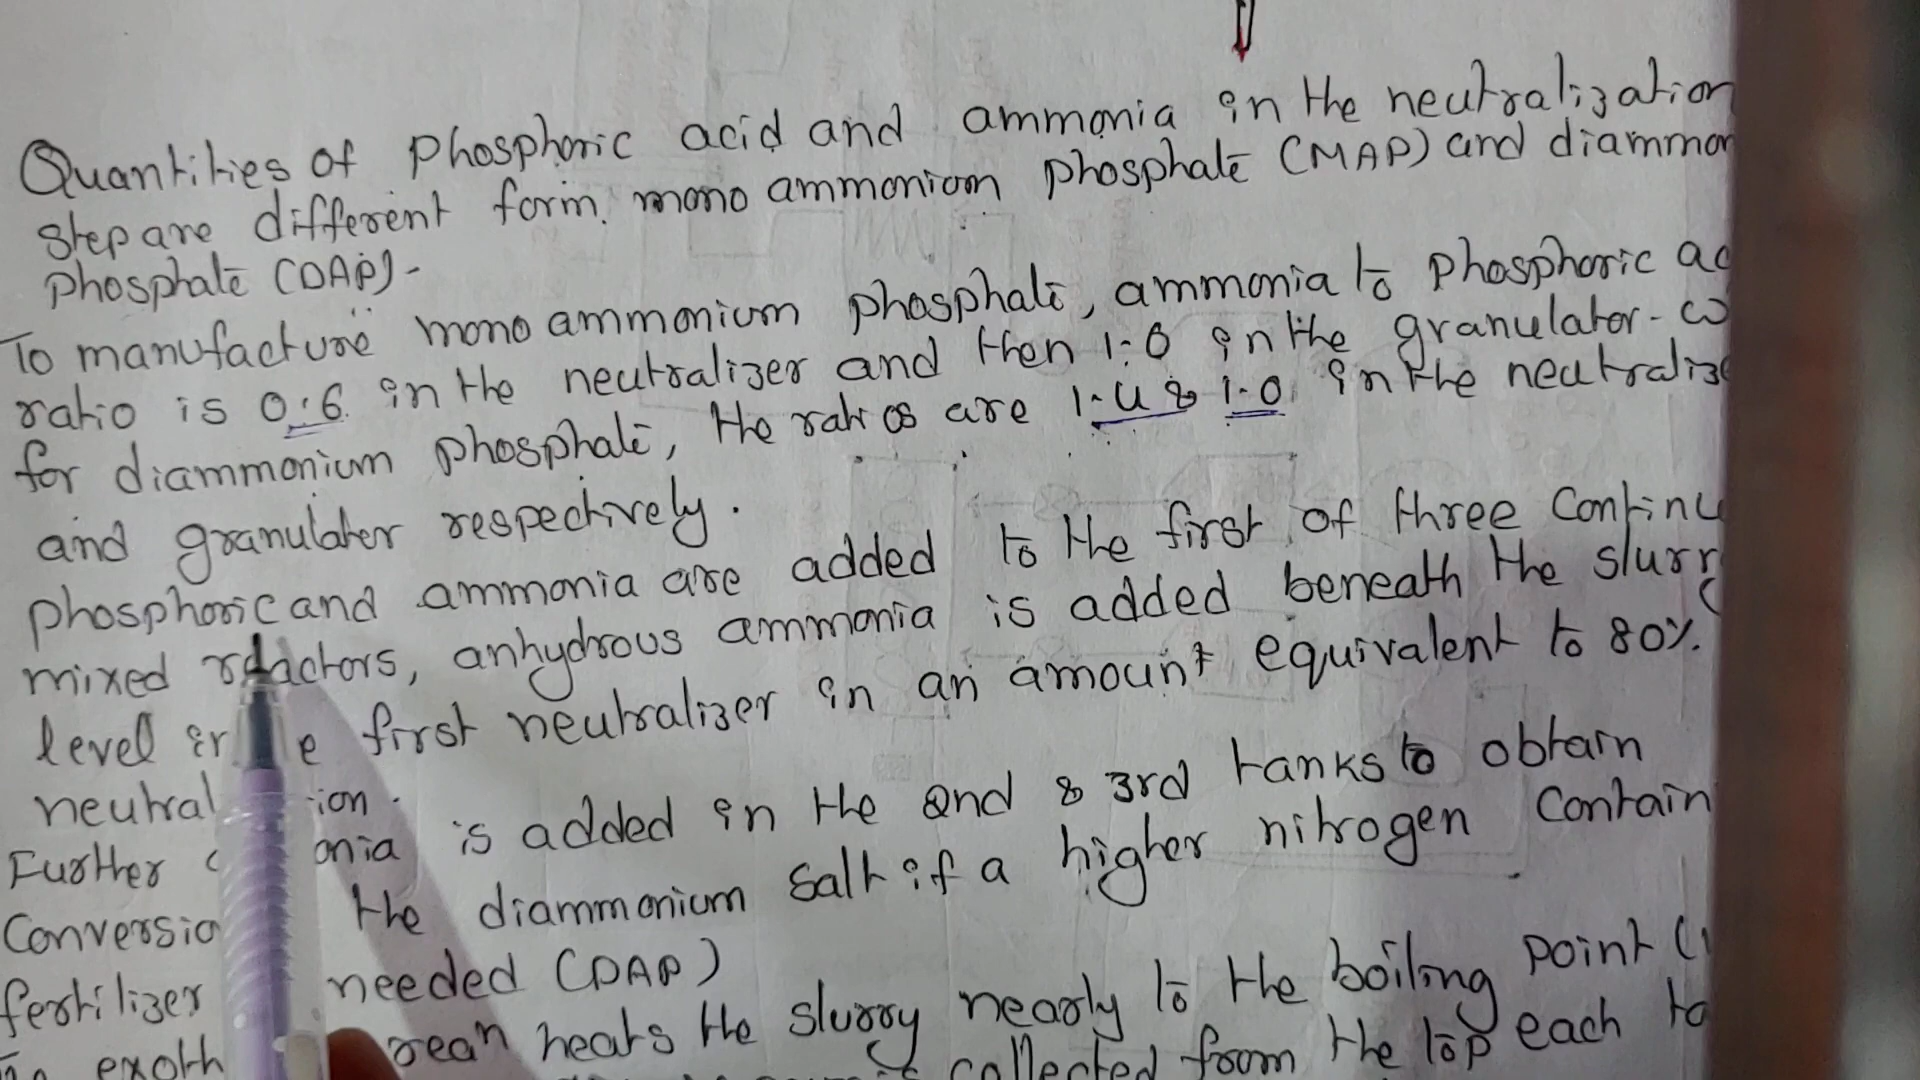 Quantities of phosphoric acid and ammonia in the neutralization
step are different form mono ammonium phosphate (MAP) and diammon
phosphate (DAP)-
To manufacture mono ammonium phosphate, ammonia to phosphoric ac
ratio is 0.6 in the neutralizer and then 1.0 in the granulator- w
for diammonium phosphate, the ratios are 1.4 & 1.0 in the neutralize
and granulator respectively.
phosphoric and ammonia are added to the first of three Continu
mixed reactors, anhydrous ammonia is added beneath the slurry
level in first neutralizer in an amount equivalent to 80%.
neutral ion.
Further onia is added in the 2nd & 3rd tanks to obtain
Conversio the diammonium salt if a higher nitrogen Contain
fertilizer needed (DAP)
exoth rean heats the slurry nearly to the boiling point (
collected from the top each ta